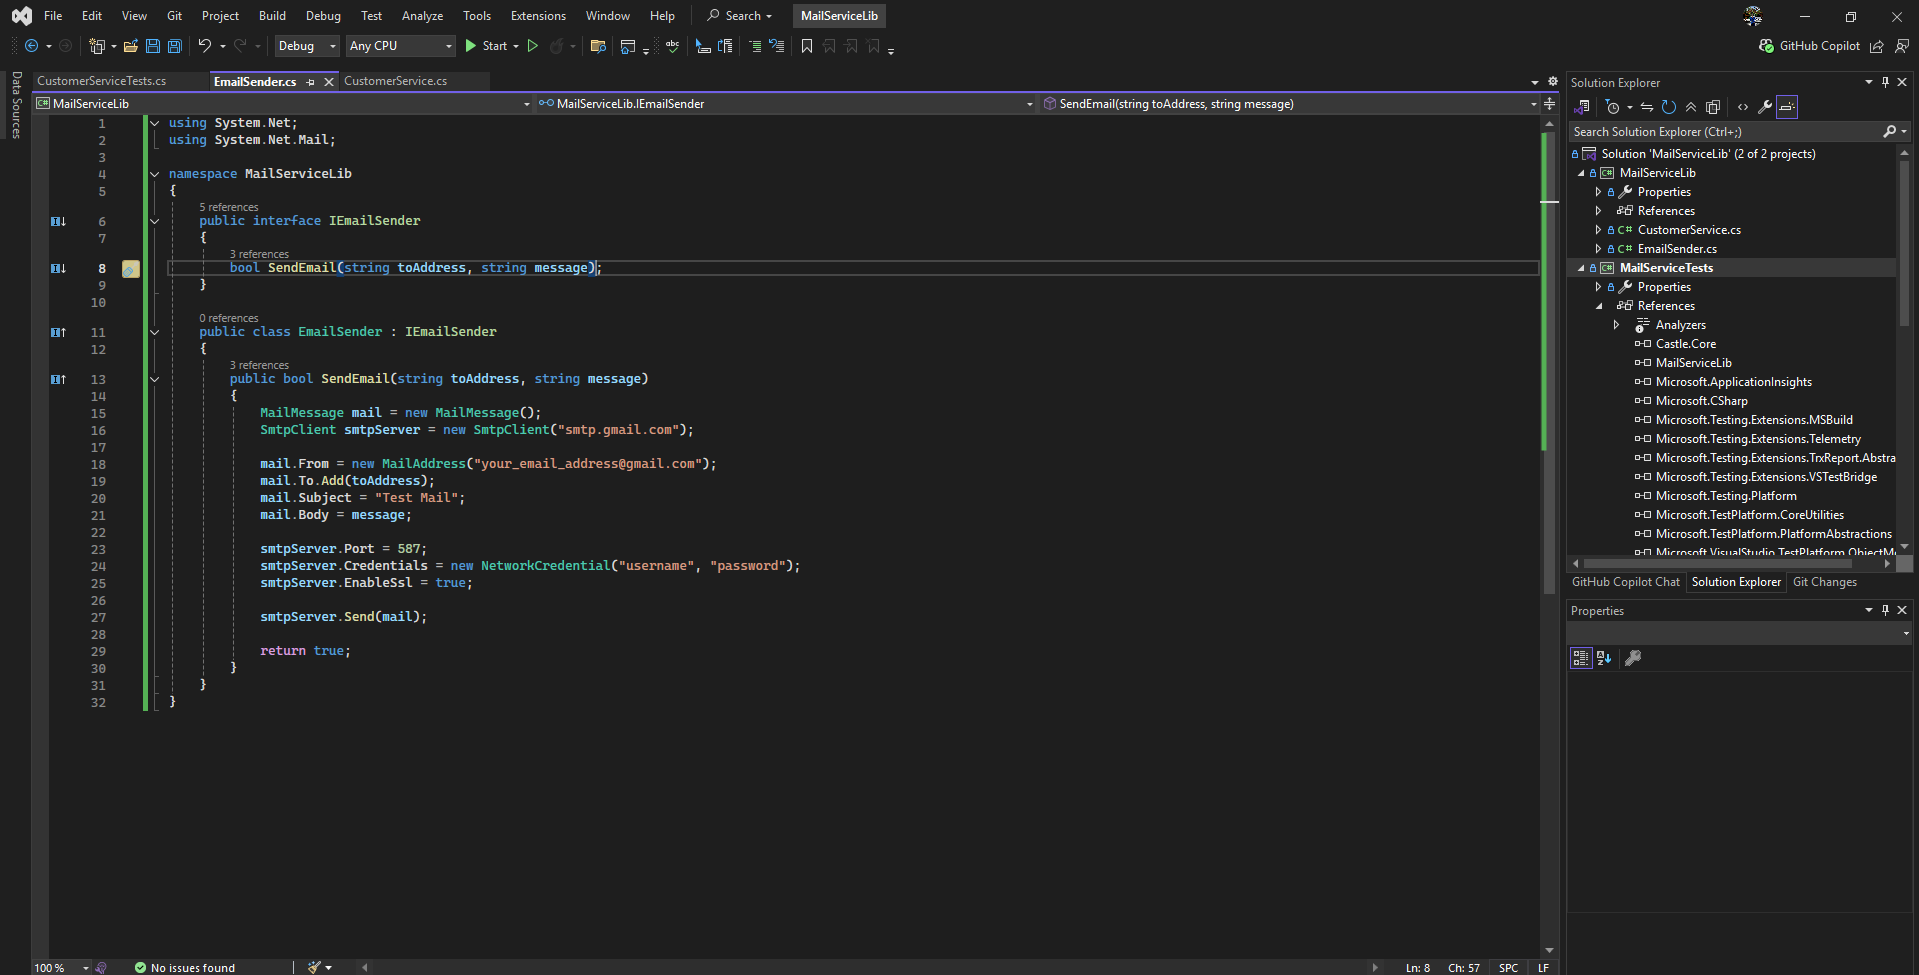 File Edit View Git Project Build Debug Test Analyze Tools Extensions Window Help Search MailServiceLib
Debug Any CPU Start GitHub Copilot
Data Sources
CustomerServiceTests.cs EmailSender.cs CustomerService.cs
MailServiceLib MailServiceLib.IEmailSender SendEmail(string toAddress, string message)
1 using System.Net;
2 using System.Net.Mail;
3
4 namespace MailServiceLib
5 {
5 references
6 public interface IEmailSender
7 {
3 references
8 bool SendEmail(string toAddress, string message);
9 }
10
0 references
11 public class EmailSender : IEmailSender
12 {
3 references
13 public bool SendEmail(string toAddress, string message)
14 {
15 MailMessage mail = new MailMessage();
16 SmtpClient smtpServer = new SmtpClient("smtp.gmail.com");
17
18 mail.From = new MailAddress("your_email_address@gmail.com");
19 mail.To.Add(toAddress);
20 mail.Subject = "Test Mail";
21 mail.Body = message;
22
23 smtpServer.Port = 587;
24 smtpServer.Credentials = new NetworkCredential("username", "password");
25 smtpServer.EnableSsl = true;
26
27 smtpServer.Send(mail);
28
29 return true;
30 }
31 }
32 }
100 % No issues found Ln: 8 Ch: 57 SPC LF
Solution Explorer
Search Solution Explorer (Ctrl+;)
Solution 'MailServiceLib' (2 of 2 projects)
C# MailServiceLib
Properties
References
C# CustomerService.cs
C# EmailSender.cs
C# MailServiceTests
Properties
References
Analyzers
Castle.Core
MailServiceLib
Microsoft.ApplicationInsights
Microsoft.CSharp
Microsoft.Testing.Extensions.MSBuild
Microsoft.Testing.Extensions.Telemetry
Microsoft.Testing.Extensions.TrxReport.Abstra
Microsoft.Testing.Extensions.VSTestBridge
Microsoft.Testing.Platform
Microsoft.TestPlatform.CoreUtilities
Microsoft.TestPlatform.PlatformAbstractions
Microsoft.VisualStudio.TestPlatform.ObjectM
GitHub Copilot Chat Solution Explorer Git Changes
Properties